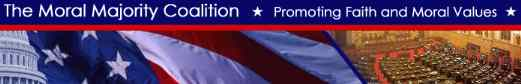 The Moral Majority Coalition ★ Promoting Faith and Moral Values ★